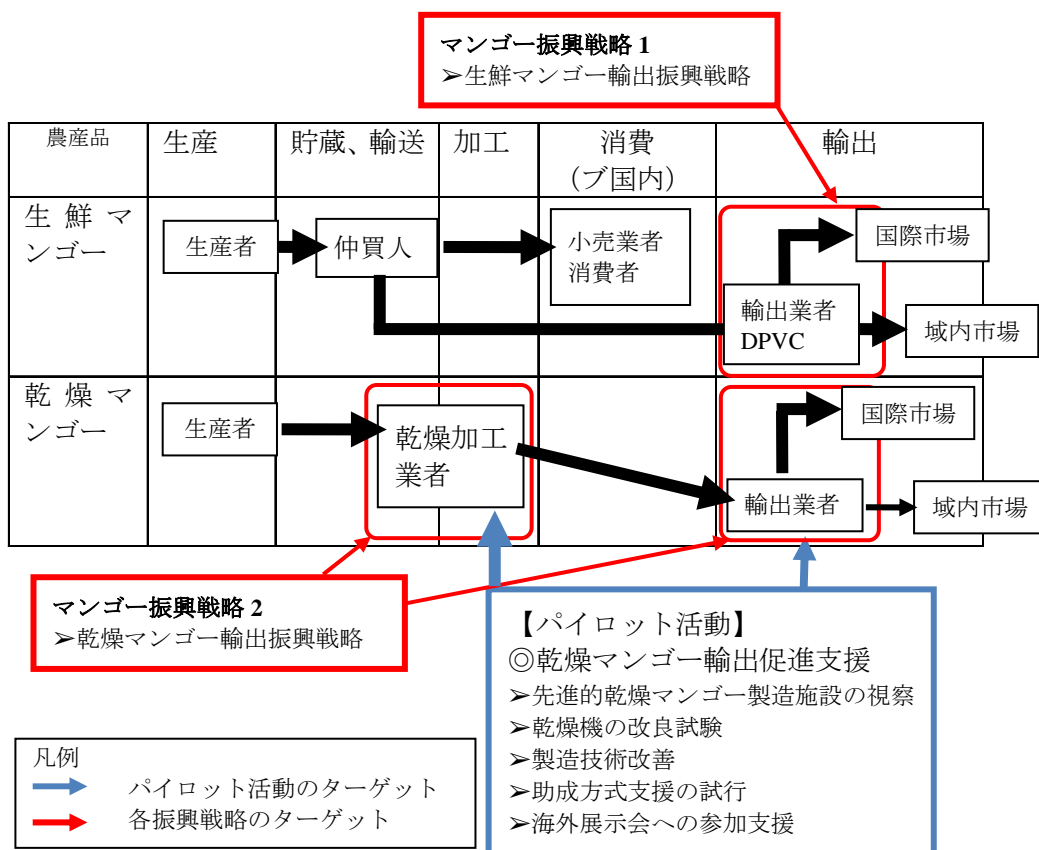 マンゴー振興戦略 1
➢生鮮マンゴー輸出振興戦略
農産品
生産
貯蔵、輸送
加工
消費
（ブ国内）
輸出
生 鮮 マ
ンゴー
生産者
仲買人
小売業者
消費者
輸出業者
DPVC
国際市場
域内市場
乾 燥 マ
ンゴー
生産者
乾燥加工
業者
輸出業者
国際市場
域内市場
マンゴー振興戦略 2
➢乾燥マンゴー輸出振興戦略
【パイロット活動】
◎乾燥マンゴー輸出促進支援
➢先進的乾燥マンゴー製造施設の視察
➢乾燥機の改良試験
➢製造技術改善
➢助成方式支援の試行
➢海外展示会への参加支援
凡例
パイロット活動のターゲット
各振興戦略のターゲット